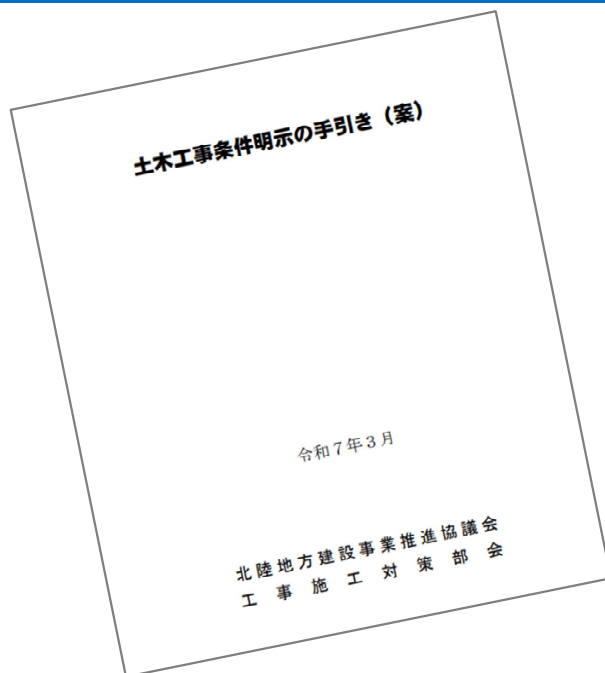 土木工事条件明示の手引き（案）
令和７年３月
北陸地方建設事業推進協議会
工事施工対策部会